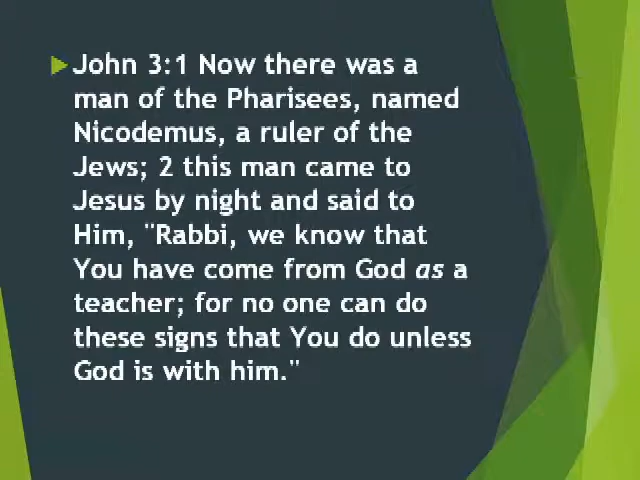 John 3:1 Now there was a
man of the Pharisees, named
Nicodemus, a ruler of the
Jews; 2 this man came to
Jesus by night and said to
Him, "Rabbi, we know that
You have come from God as a
teacher; for no one can do
these signs that You do unless
God is with him."